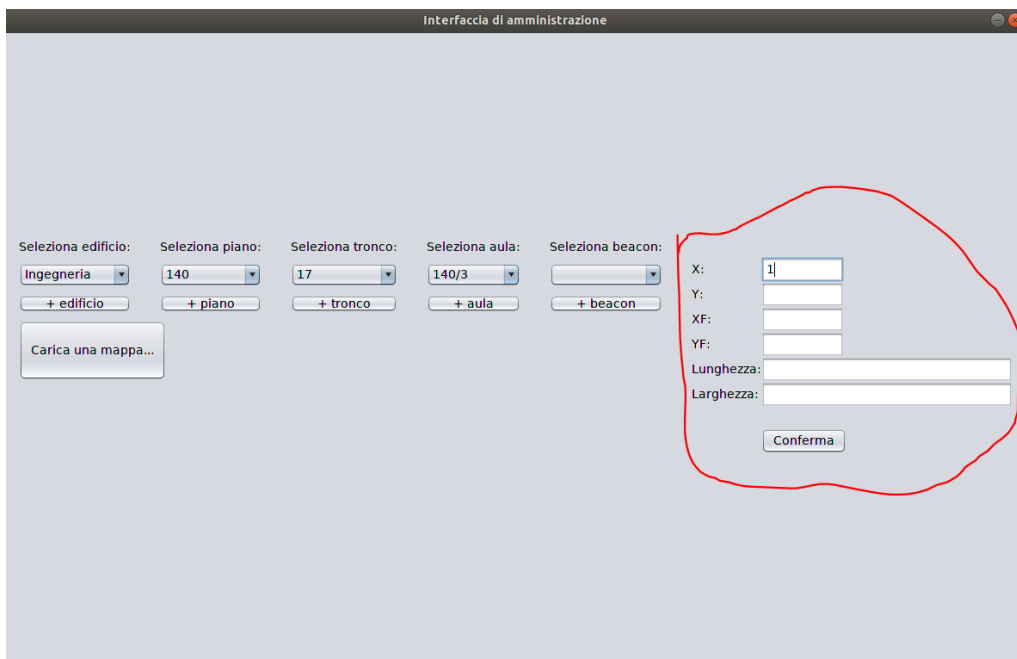 Interfaccia di amministrazione
Seleziona edificio: Seleziona piano: Seleziona tronco: Seleziona aula: Seleziona beacon:
Ingegneria 140 17 140/3
+ edificio + piano + tronco + aula + beacon
Carica una mappa...
X: 1
Y:
XF:
YF:
Lunghezza:
Larghezza:
Conferma